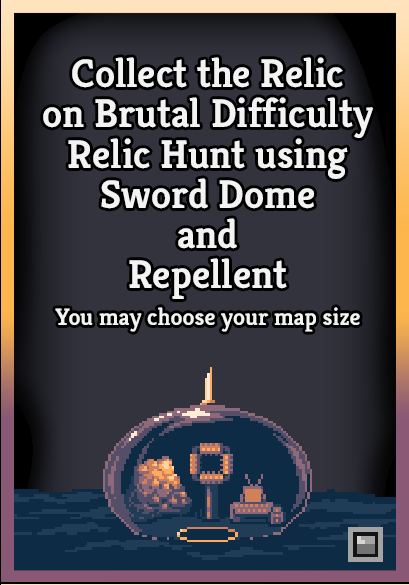 Collect the Relic
on Brutal Difficulty
Relic Hunt using
Sword Dome
and
Repellent
You may choose your map size